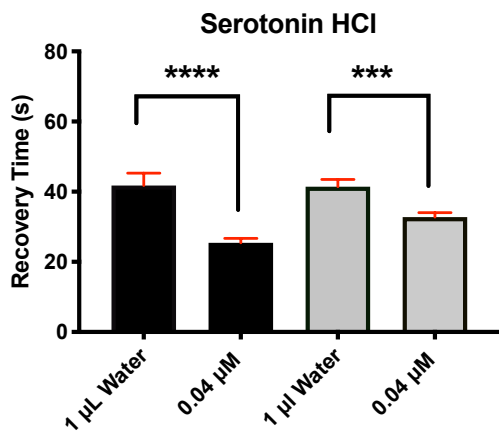 Serotonin HCl
Recovery Time (s)
80
60
40
20
0
****
***
1 µL Water
0.04 µM
1 µl Water
0.04 µM